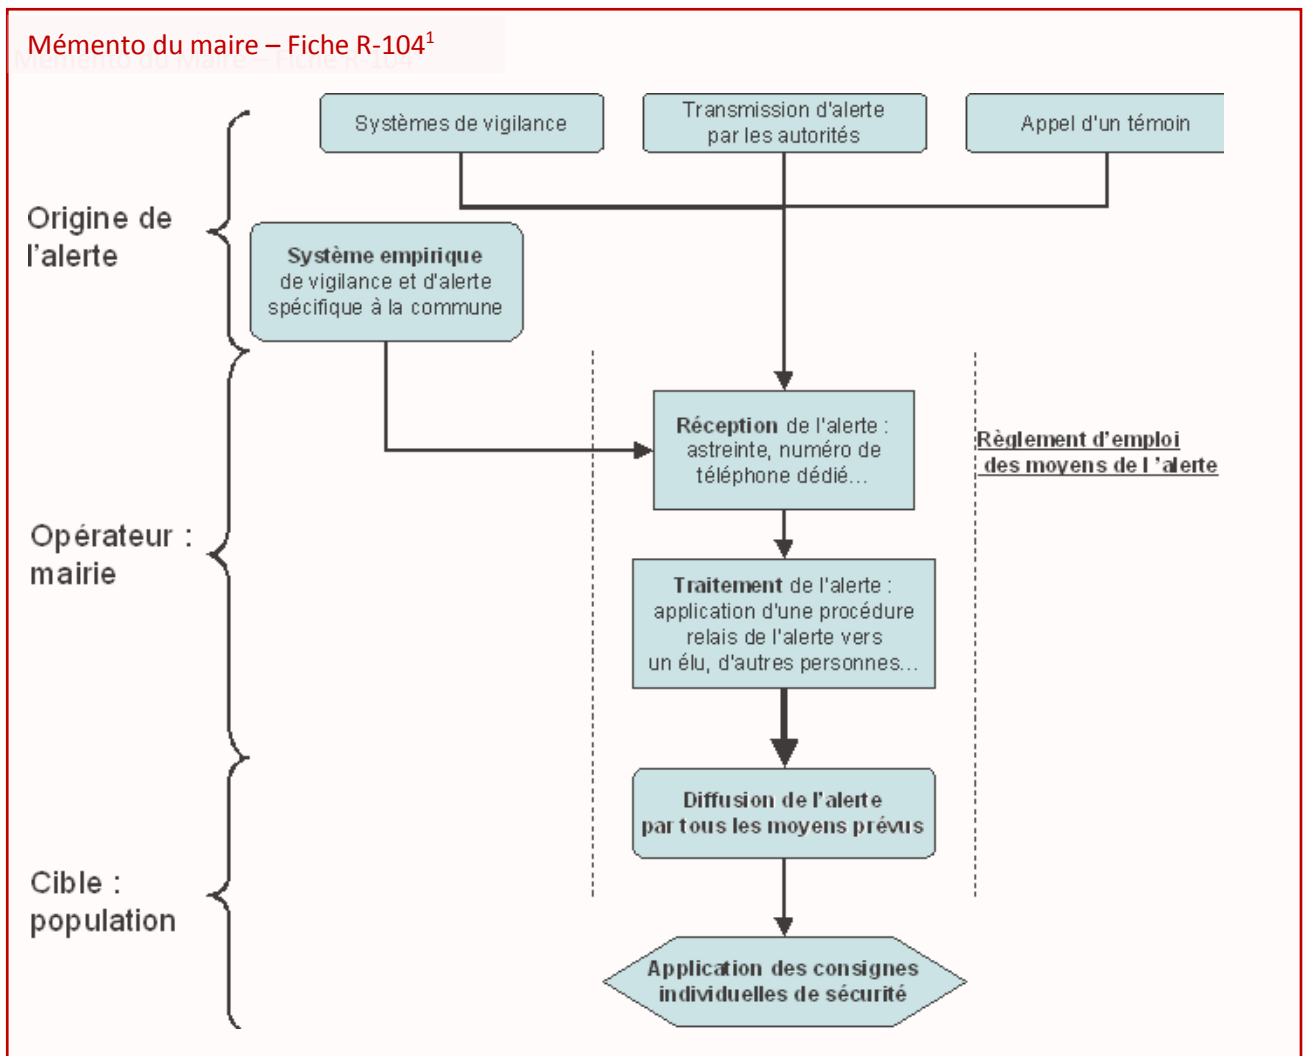 Mémento du maire – Fiche R-104¹
Systèmes de vigilance
Transmission d'alerte
par les autorités
Appel d'un témoin
Origine de
l'alerte
Système empirique
de vigilance et d'alerte
spécifique à la commune
Réception de l'alerte :
astreinte, numéro de
téléphone dédié...
Règlement d'emploi
des moyens de l 'alerte
Opérateur :
mairie
Traitement de l'alerte :
application d'une procédure
relais de l'alerte vers
un élu, d'autres personnes...
Diffusion de l'alerte
par tous les moyens prévus
Cible :
population
Application des consignes
individuelles de sécurité